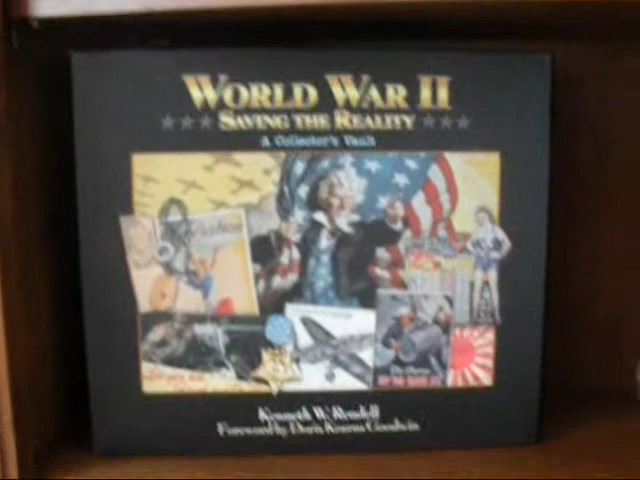 WORLD WAR II
SAVING THE REALITY
A Collector's Vault
Kenneth W. Rendell
Foreword by Doris Kearns Goodwin